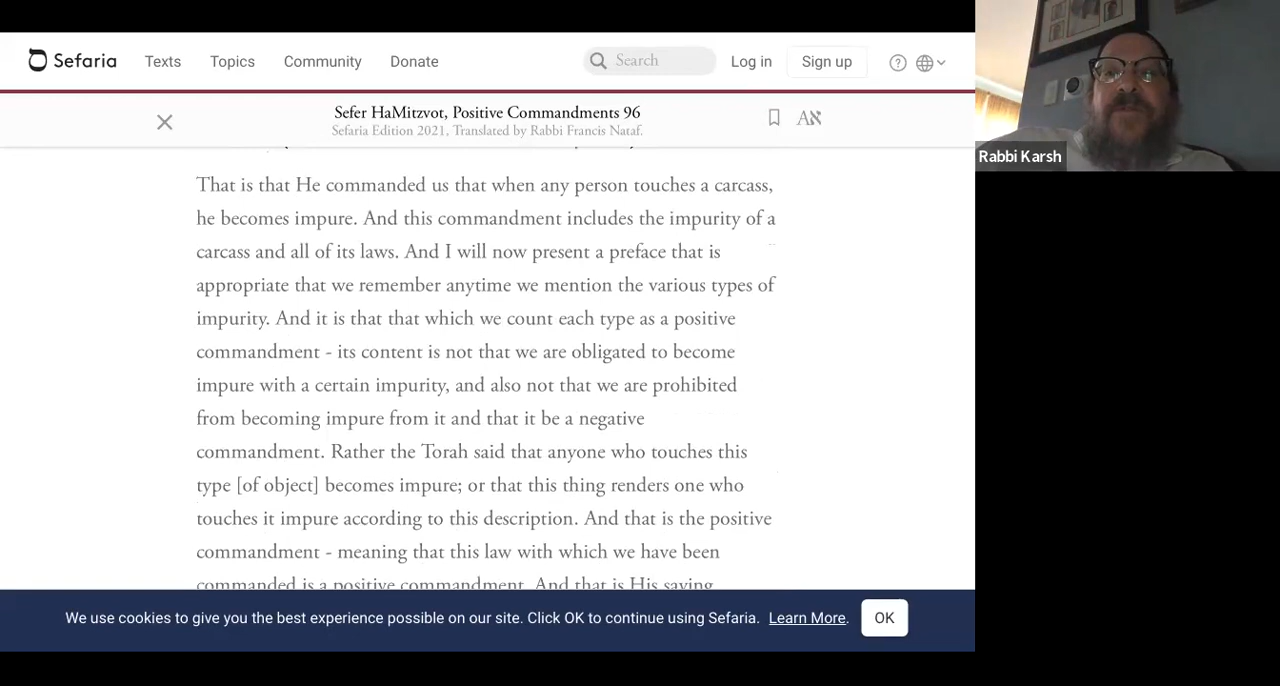 Sefaria Texts Topics Community Donate Search Log in Sign up
Sefer HaMitzvot, Positive Commandments 96
Sefaria Edition 2021, Translated by Rabbi Francis Nataf.
That is that He commanded us that when any person touches a carcass,
he becomes impure. And this commandment includes the impurity of a
carcass and all of its laws. And I will now present a preface that is
appropriate that we remember anytime we mention the various types of
impurity. And it is that that which we count each type as a positive
commandment - its content is not that we are obligated to become
impure with a certain impurity, and also not that we are prohibited
from becoming impure from it and that it be a negative
commandment. Rather the Torah said that anyone who touches this
type [of object] becomes impure; or that this thing renders one who
touches it impure according to this description. And that is the positive
commandment - meaning that this law with which we have been
commanded is a positive commandment. And that is His saying
We use cookies to give you the best experience possible on our site. Click OK to continue using Sefaria. Learn More. OK
Rabbi Karsh